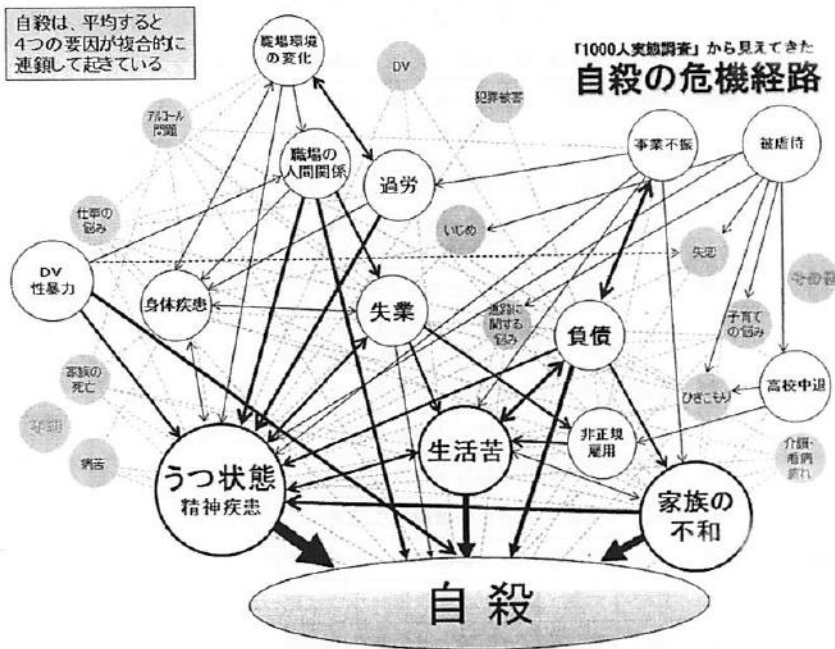 自殺は、平均すると
4つの要因が複合的に
連鎖して起きている
「1000人実態調査」から見えてきた
自殺の危機経路
職場環境
の変化
DV
犯罪被害
アルコール
問題
職場の
人間関係
過労
事業不振
被虐待
仕事の
悩み
いじめ
失恋
DV
性暴力
身体疾患
失業
進路に
関する
悩み
負債
子育て
の悩み
家族の
死亡
ひきこもり
高校中退
病苦
うつ状態
精神疾患
生活苦
非正規
雇用
介護・
看病
疲れ
家族の
不和
自殺